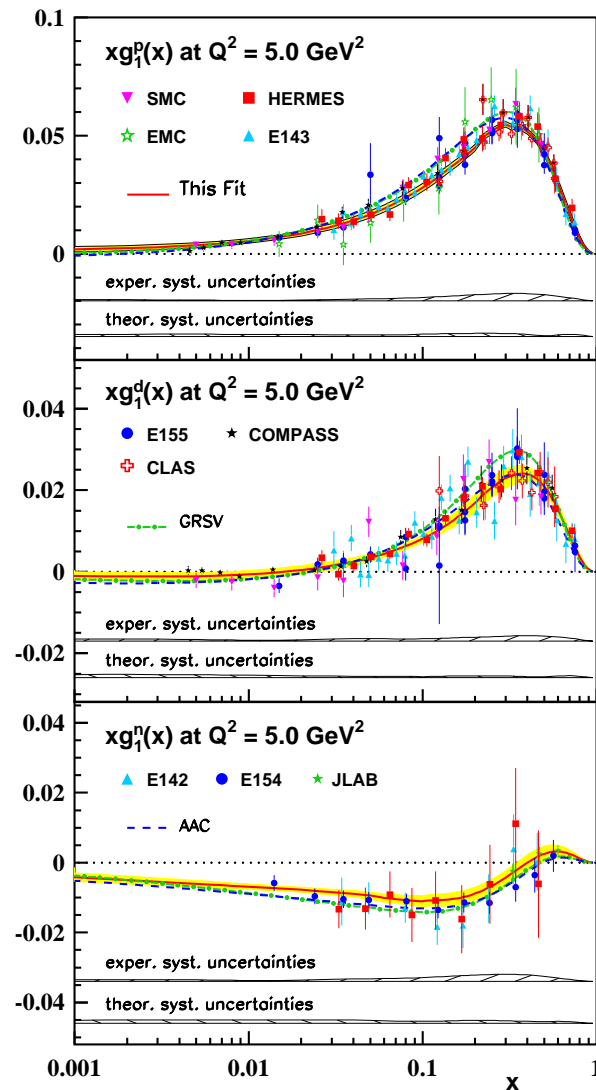 xg₁ᵖ(x) at Q² = 5.0 GeV²
SMC HERMES
EMC E143
This Fit
exper. syst. uncertainties
theor. syst. uncertainties
0.1
0.05
0
xg₁ᵈ(x) at Q² = 5.0 GeV²
E155 COMPASS
CLAS
GRSV
exper. syst. uncertainties
theor. syst. uncertainties
0.04
0.02
0
-0.02
xg₁ⁿ(x) at Q² = 5.0 GeV²
E142 E154 JLAB
AAC
exper. syst. uncertainties
theor. syst. uncertainties
0.04
0.02
0
-0.02
-0.04
0.001 0.01 0.1 1
x